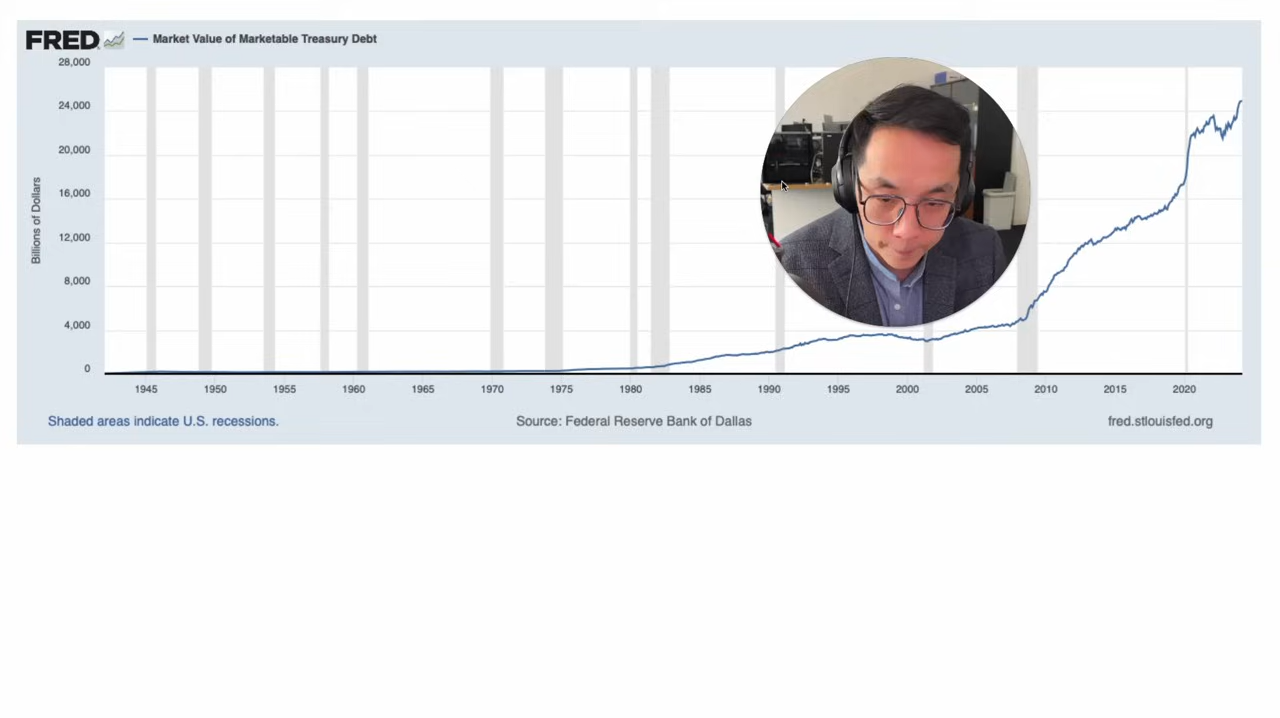 FRED — Market Value of Marketable Treasury Debt
28,000
24,000
20,000
16,000
12,000
8,000
4,000
0
Billions of Dollars
1945 1950 1955 1960 1965 1970 1975 1980 1985 1990 1995 2000 2005 2010 2015 2020
Shaded areas indicate U.S. recessions. Source: Federal Reserve Bank of Dallas fred.stlouisfed.org